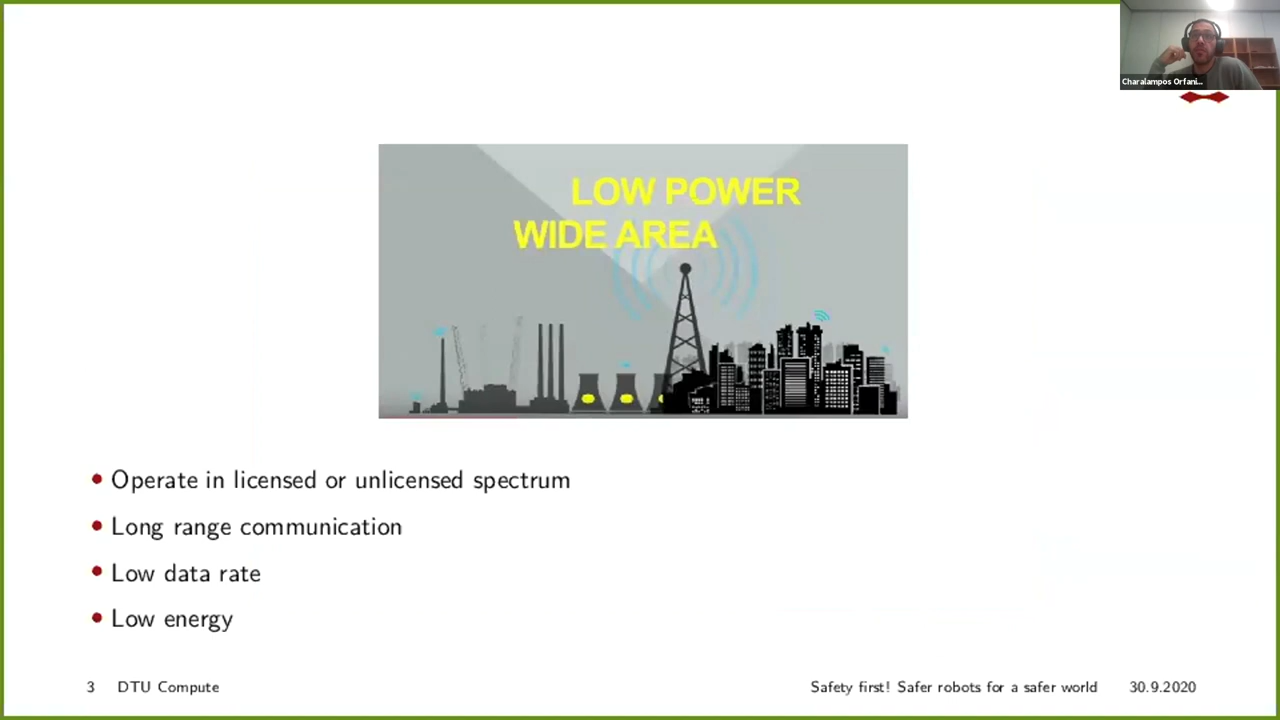 Charalampos Orfani...
LOW POWER
WIDE AREA
Operate in licensed or unlicensed spectrum
Long range communication
Low data rate
Low energy
3 DTU Compute Safety first! Safer robots for a safer world 30.9.2020